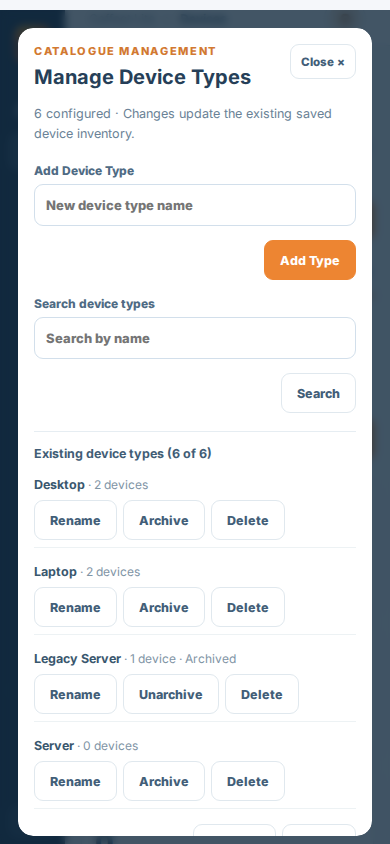 CATALOGUE MANAGEMENT
Manage Device Types
Close ×
6 configured · Changes update the existing saved
device inventory.
Add Device Type
New device type name
Add Type
Search device types
Search by name
Search
Existing device types (6 of 6)
Desktop · 2 devices
Rename Archive Delete
Laptop · 2 devices
Rename Archive Delete
Legacy Server · 1 device · Archived
Rename Unarchive Delete
Server · 0 devices
Rename Archive Delete